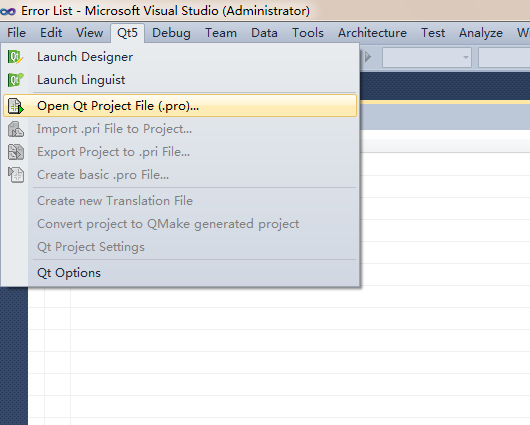 Error List - Microsoft Visual Studio (Administrator)
File Edit View Qt5 Debug Team Data Tools Architecture Test Analyze
Launch Designer
Launch Linguist
Open Qt Project File (.pro)...
Import .pri File to Project...
Export Project to .pri File...
Create basic .pro File...
Create new Translation File
Convert project to QMake generated project
Qt Project Settings
Qt Options